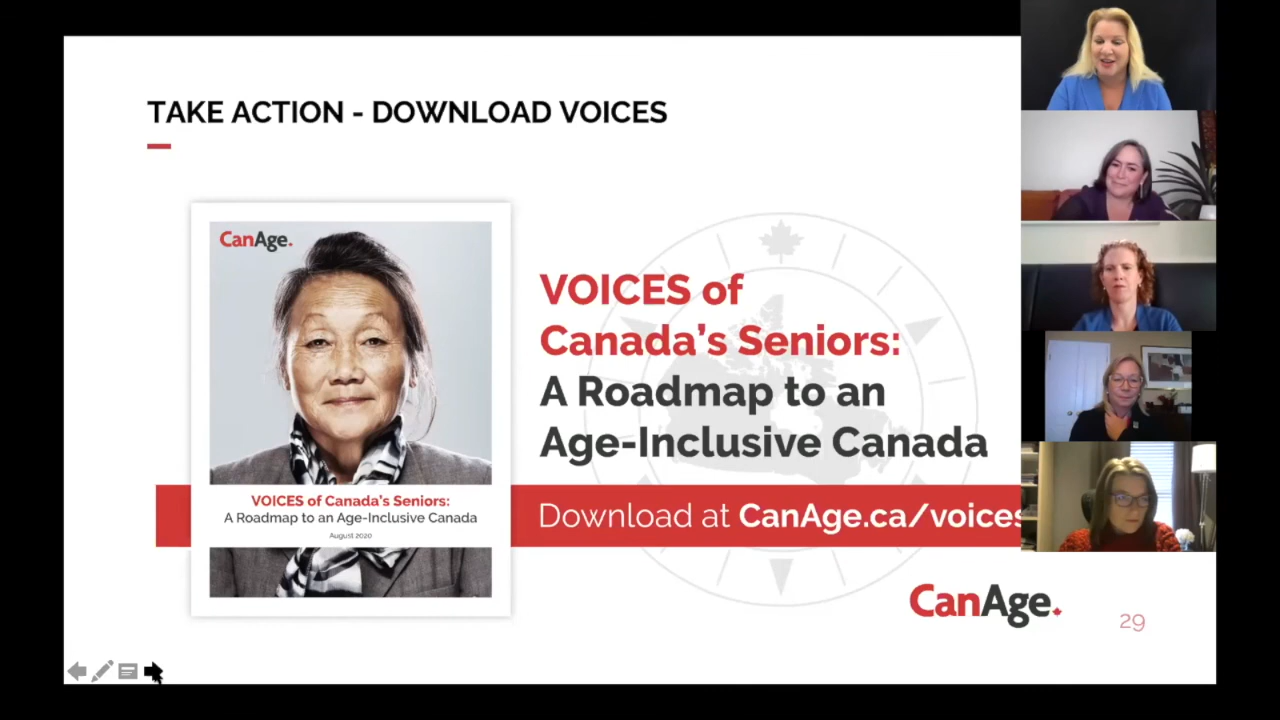 TAKE ACTION - DOWNLOAD VOICES
CanAge.
VOICES of Canada's Seniors:
A Roadmap to an Age-Inclusive Canada
August 2020
VOICES of
Canada's Seniors:
A Roadmap to an
Age-Inclusive Canada
Download at CanAge.ca/voices
CanAge.
29